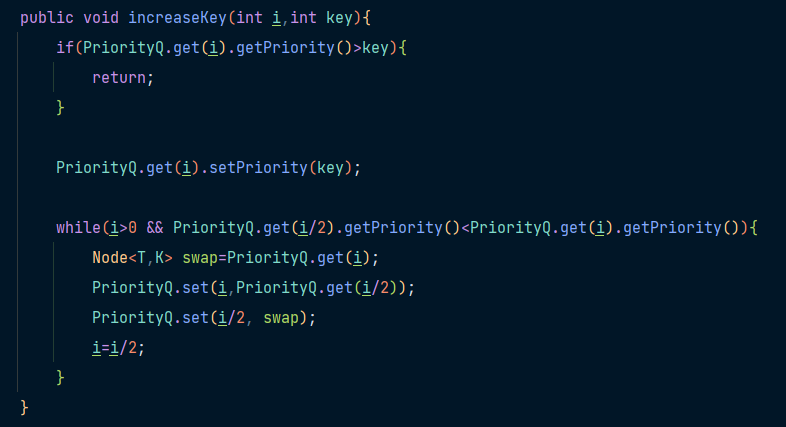 public void increaseKey(int i,int key){
if(PriorityQ.get(i).getPriority()>key){
return;
}
PriorityQ.get(i).setPriority(key);
while(i>0 && PriorityQ.get(i/2).getPriority()<PriorityQ.get(i).getPriority()){
Node<T,K> swap=PriorityQ.get(i);
PriorityQ.set(i,PriorityQ.get(i/2));
PriorityQ.set(i/2, swap);
i=i/2;
}
}